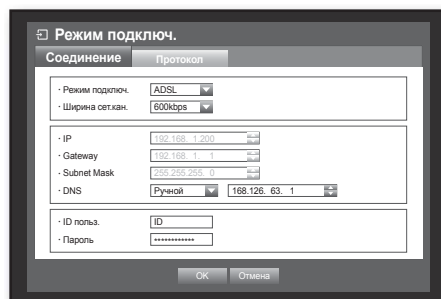 Режим подключ.
Соединение Протокол
· Режим подключ. ADSL
· Ширина сет.кан. 600kbps
· IP 192.168. 1.200
· Gateway 192.168. 1. 1
· Subnet Mask 255.255.255. 0
· DNS Ручной 168.126. 63. 1
· ID польз. ID
· Пароль ************
OK Отмена